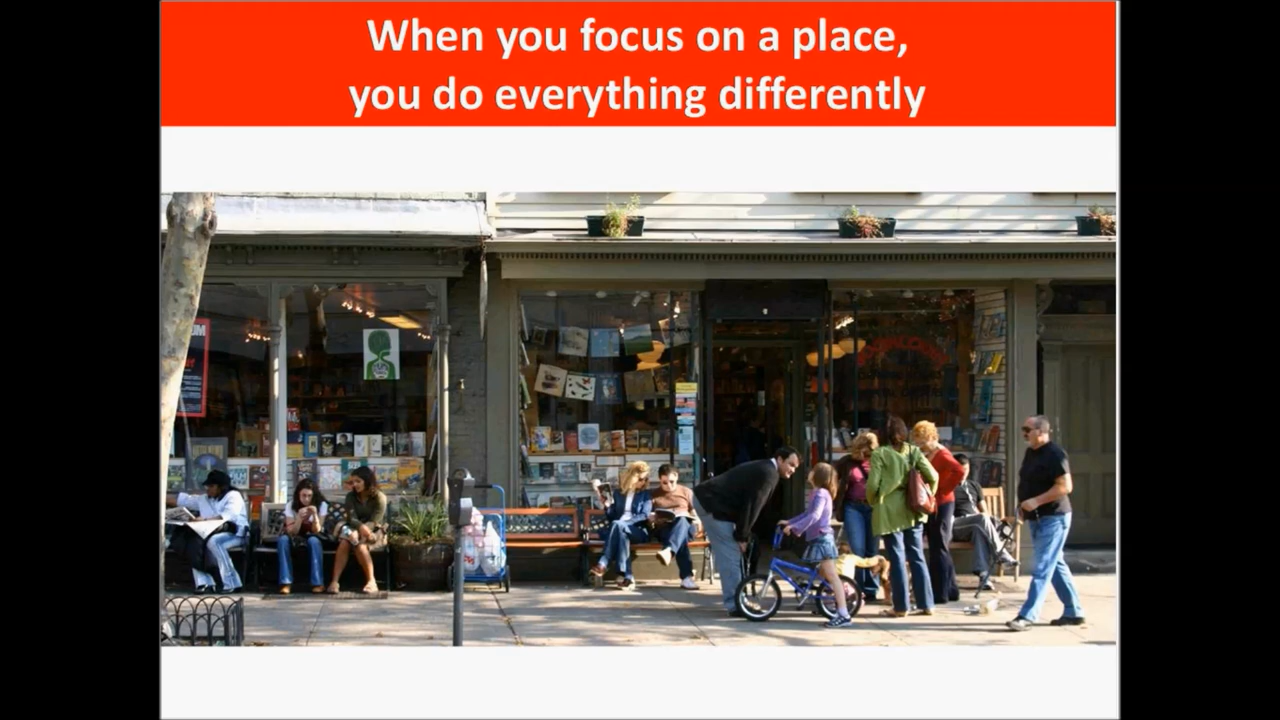 When you focus on a place,
you do everything differently